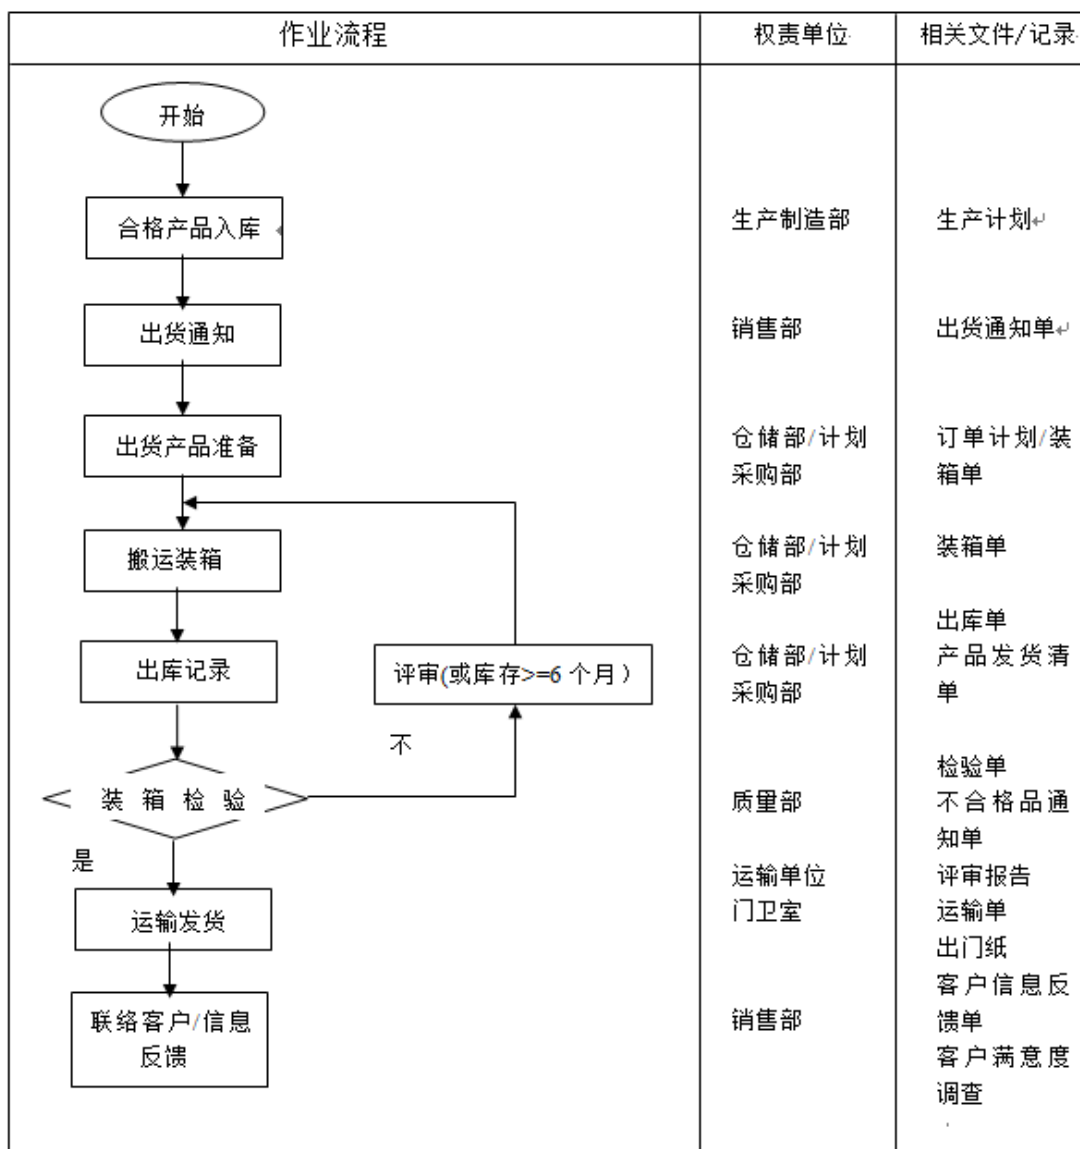 作业流程
权责单位
相关文件/记录
开始
合格产品入库
生产制造部
生产计划
出货通知
销售部
出货通知单
出货产品准备
仓储部/计划
采购部
订单计划/装
箱单
搬运装箱
仓储部/计划
采购部
装箱单
出库记录
评审(或库存>=6个月）
仓储部/计划
采购部
出库单
产品发货清
单
不
装箱检验
质量部
检验单
不合格品通
知单
是
运输发货
运输单位
门卫室
评审报告
运输单
出门纸
联络客户/信息
反馈
销售部
客户信息反
馈单
客户满意度
调查